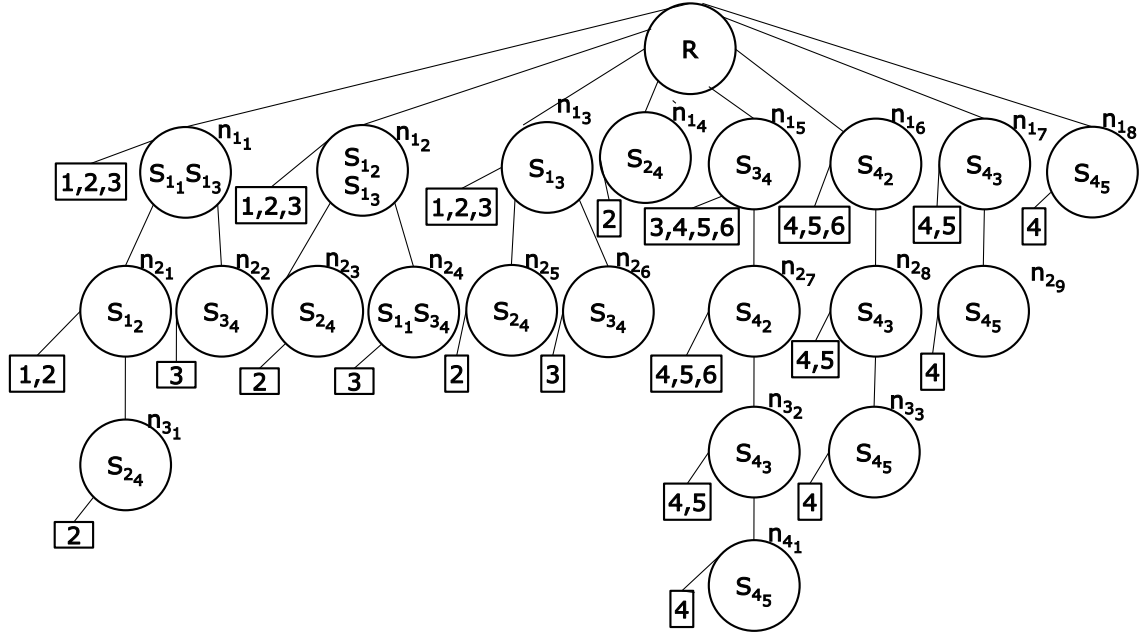 R
n₁₁
n₁₂
n₁₃
n₁₄
n₁₅
n₁₆
n₁₇
n₁₈
S₁₁S₁₃
S₁₂
S₁₃
S₁₃
S₂₄
S₃₄
S₄₂
S₄₃
S₄₅
1,2,3
1,2,3
1,2,3
2
3,4,5,6
4,5,6
4,5
4
n₂₁
n₂₂
n₂₃
n₂₄
n₂₅
n₂₆
n₂₇
n₂₈
n₂₉
S₁₂
S₃₄
S₂₄
S₁₁S₃₄
S₂₄
S₃₄
S₄₂
S₄₃
S₄₅
1,2
3
2
3
2
3
4,5,6
4,5
4
n₃₁
n₃₂
n₃₃
S₂₄
S₄₃
S₄₅
2
4,5
4
n₄₁
S₄₅
4